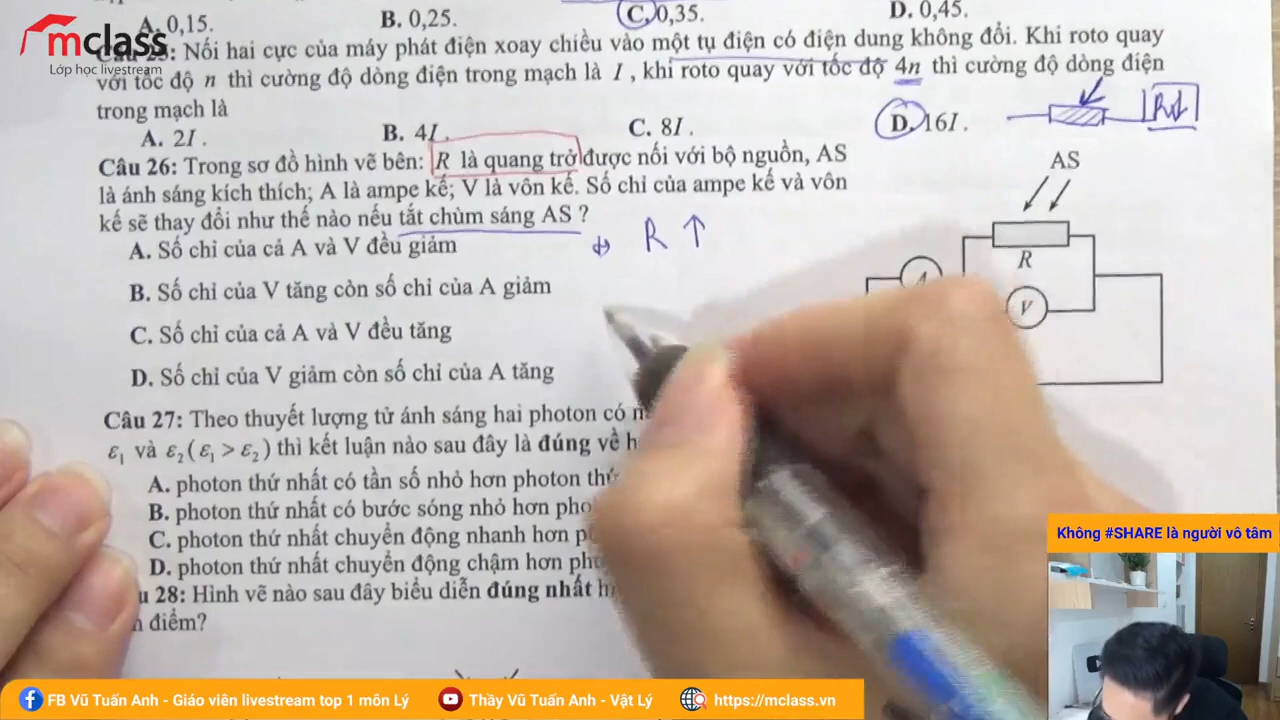 A. 0,15.
B. 0,25.
C. 0,35.
D. 0,45.
mclass
Lớp học livestream
Câu 25: Nối hai cực của máy phát điện xoay chiều vào một tụ điện có điện dung không đổi. Khi roto quay
với tốc độ n thì cường độ dòng điện trong mạch là I , khi roto quay với tốc độ 4n thì cường độ dòng điện
trong mạch là
A. 2I .
B. 4I .
C. 8I .
D. 16I .
R↓
Câu 26: Trong sơ đồ hình vẽ bên: R là quang trở được nối với bộ nguồn, AS
là ánh sáng kích thích; A là ampe kế; V là vôn kế. Số chỉ của ampe kế và vôn
kế sẽ thay đổi như thế nào nếu tắt chùm sáng AS ?
R ↑
A. Số chỉ của cả A và V đều giảm
B. Số chỉ của V tăng còn số chỉ của A giảm
C. Số chỉ của cả A và V đều tăng
D. Số chỉ của V giảm còn số chỉ của A tăng
AS
R
A
V
Câu 27: Theo thuyết lượng tử ánh sáng hai photon có
ε₁ và ε₂ ( ε₁ > ε₂ ) thì kết luận nào sau đây là đúng về
A. photon thứ nhất có tần số nhỏ hơn photon
B. photon thứ nhất có bước sóng nhỏ hơn
C. photon thứ nhất chuyển động nhanh hơn
D. photon thứ nhất chuyển động chậm hơn
28: Hình vẽ nào sau đây biểu diễn đúng nhất
điểm?
Không #SHARE là người vô tâm
FB Vũ Tuấn Anh - Giáo viên livestream top 1 môn Lý
Thầy Vũ Tuấn Anh - Vật Lý
https://mclass.vn